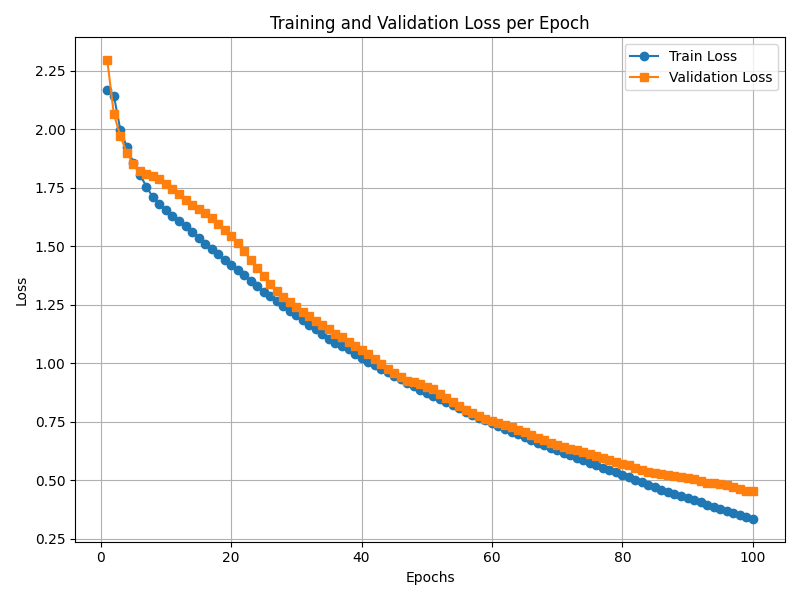 Training and Validation Loss per Epoch
Train Loss
Validation Loss
2.25
2.00
1.75
1.50
1.25
1.00
0.75
0.50
0.25
Loss
0 20 40 60 80 100
Epochs